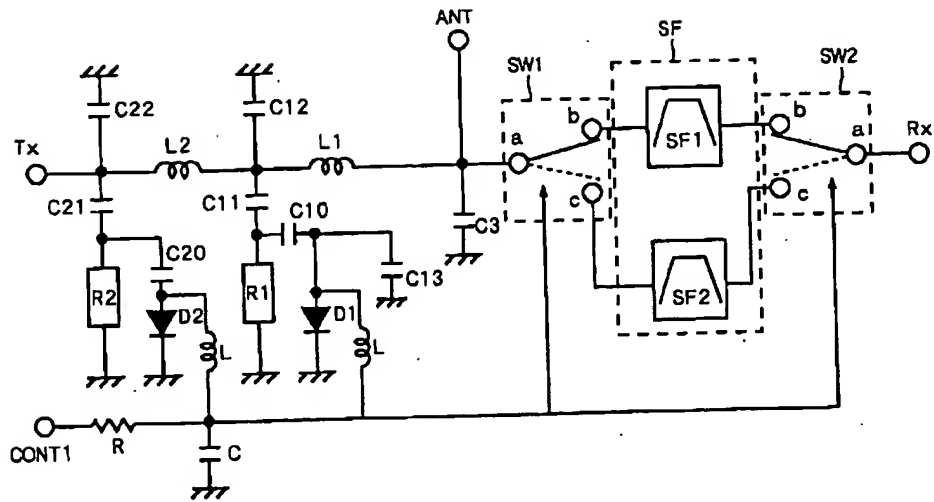 ANT
SF
SW1
SW2
C22
C12
b
b
a
a
Rx
Tx
L2
L1
SF1
C21
C11
c
c
C10
C3
C20
C13
R2
R1
SF2
D2
D1
L
L
CONT1
R
C